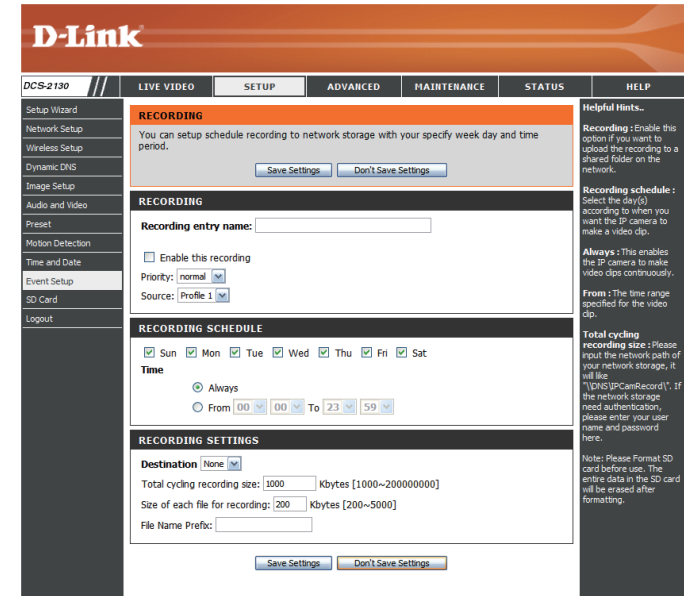 D-Link
DCS-2130
LIVE VIDEO
SETUP
ADVANCED
MAINTENANCE
STATUS
HELP
Setup Wizard
Network Setup
Wireless Setup
Dynamic DNS
Image Setup
Audio and Video
Preset
Motion Detection
Time and Date
Event Setup
SD Card
Logout
RECORDING
You can setup schedule recording to network storage with your specify week day and time
period.
Save Settings Don't Save Settings
RECORDING
Recording entry name:
Enable this recording
Priority: normal
Source: Profile 1
RECORDING SCHEDULE
Sun Mon Tue Wed Thu Fri Sat
Time
Always
From 00 00 To 23 59
RECORDING SETTINGS
Destination None
Total cycling recording size: 1000 Kbytes [1000~200000000]
Size of each file for recording: 200 Kbytes [200~5000]
File Name Prefix:
Save Settings Don't Save Settings
Helpful Hints..
Recording : Enable this
option if you want to
upload the recording to a
shared folder on the
network.
Recording schedule :
Select the day(s)
according to when you
want the IP camera to
make a video clip.
Always : This enables
the IP camera to make
video clips continuously.
From : The time range
specified for the video
clip.
Total cycling
recording size : Please
input the network path of
your network storage, it
will like
"\\DNS\IPCamRecord\". If
the network storage
need authentication,
please enter your user
name and password
here.
Note: Please Format SD
card before use. The
entire data in the SD card
will be erased after
formatting.